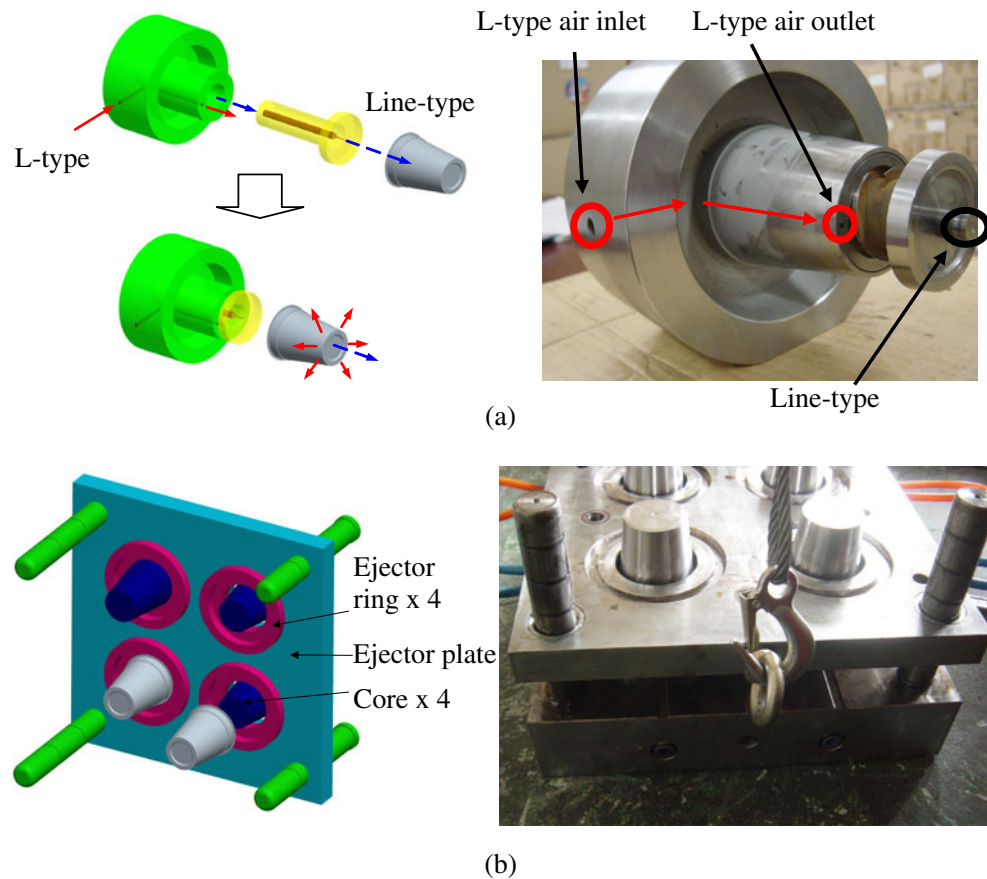 L-type air inlet
L-type air outlet
Line-type
L-type
Line-type
(a)
Ejector
ring x 4
Ejector plate
Core x 4
(b)